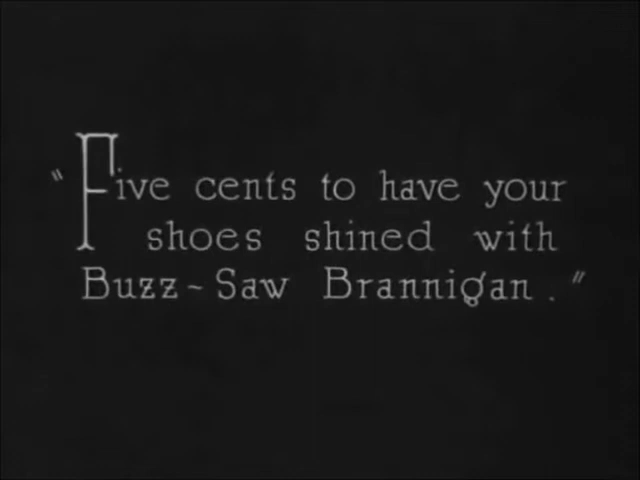 "Five cents to have your
shoes shined with
Buzz~Saw Brannigan."